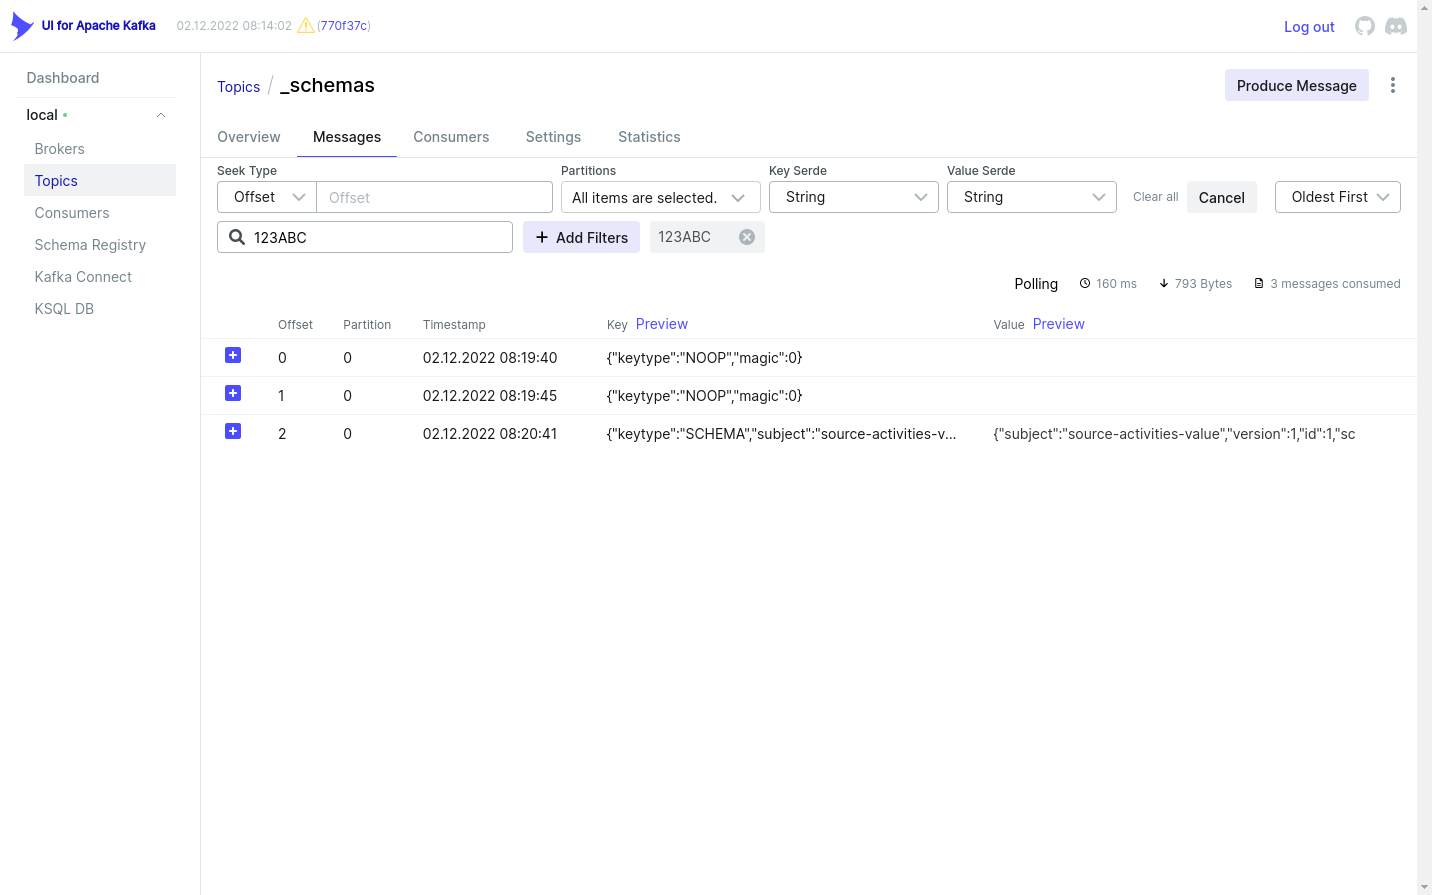 UI for Apache Kafka 02.12.2022 08:14:02 (770f37c) Log out
Dashboard
local
Brokers
Topics
Consumers
Schema Registry
Kafka Connect
KSQL DB
Topics / _schemas Produce Message
Overview Messages Consumers Settings Statistics
Seek Type Partitions Key Serde Value Serde
Offset Offset All items are selected. String String Clear all Cancel Oldest First
123ABC Add Filters 123ABC
Polling 160 ms 793 Bytes 3 messages consumed
Offset Partition Timestamp Key Preview Value Preview
0 0 02.12.2022 08:19:40 {"keytype":"NOOP","magic":0}
1 0 02.12.2022 08:19:45 {"keytype":"NOOP","magic":0}
2 0 02.12.2022 08:20:41 {"keytype":"SCHEMA","subject":"source-activities-v... {"subject":"source-activities-value","version":1,"id":1,"sc